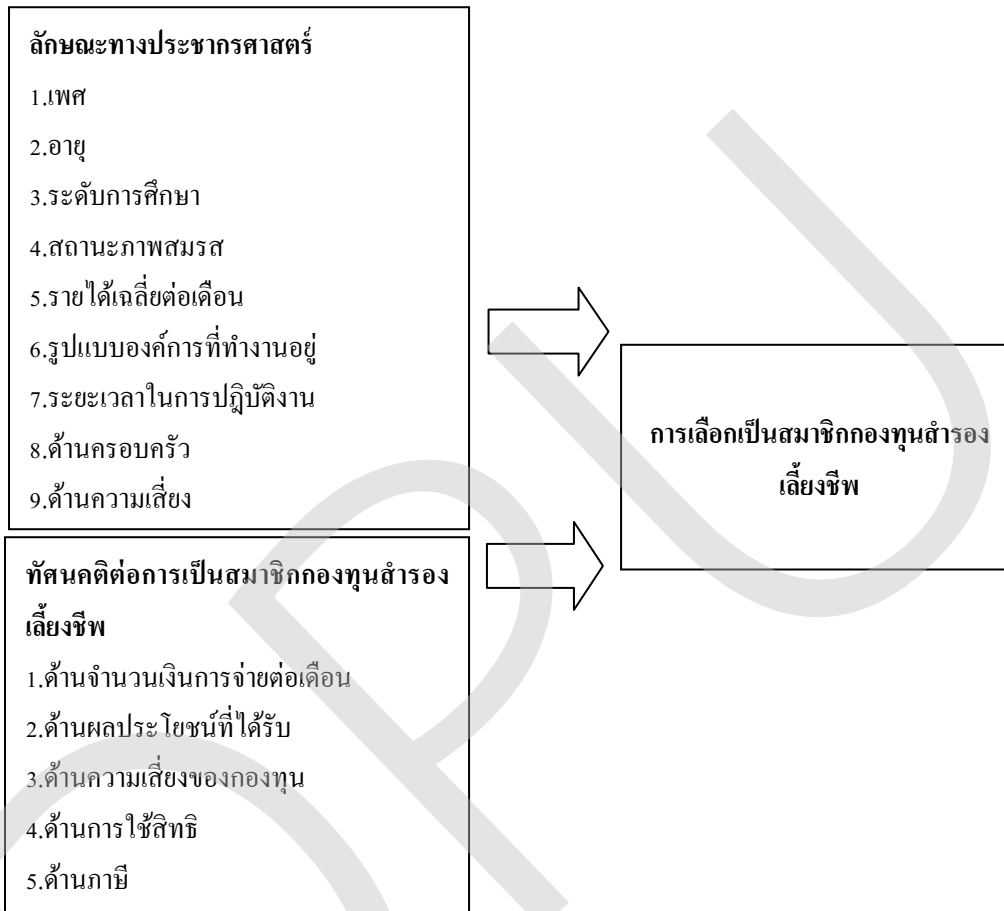 ลักษณะทางประชากรศาสตร์
1.เพศ
2.อายุ
3.ระดับการศึกษา
4.สถานะภาพสมรส
5.รายได้เฉลี่ยต่อเดือน
6.รูปแบบองค์การที่ทำงานอยู่
7.ระยะเวลาในการปฎิบัติงาน
8.ด้านครอบครัว
9.ด้านความเสี่ยง
ทัศนคติต่อการเป็นสมาชิกกองทุนสำรอง
เลี้ยงชีพ
1.ด้านจำนวนเงินการจ่ายต่อเดือน
2.ด้านผลประโยชน์ที่ได้รับ
3.ด้านความเสี่ยงของกองทุน
4.ด้านการใช้สิทธิ
5.ด้านภาษี
การเลือกเป็นสมาชิกกองทุนสำรอง
เลี้ยงชีพ
DPU